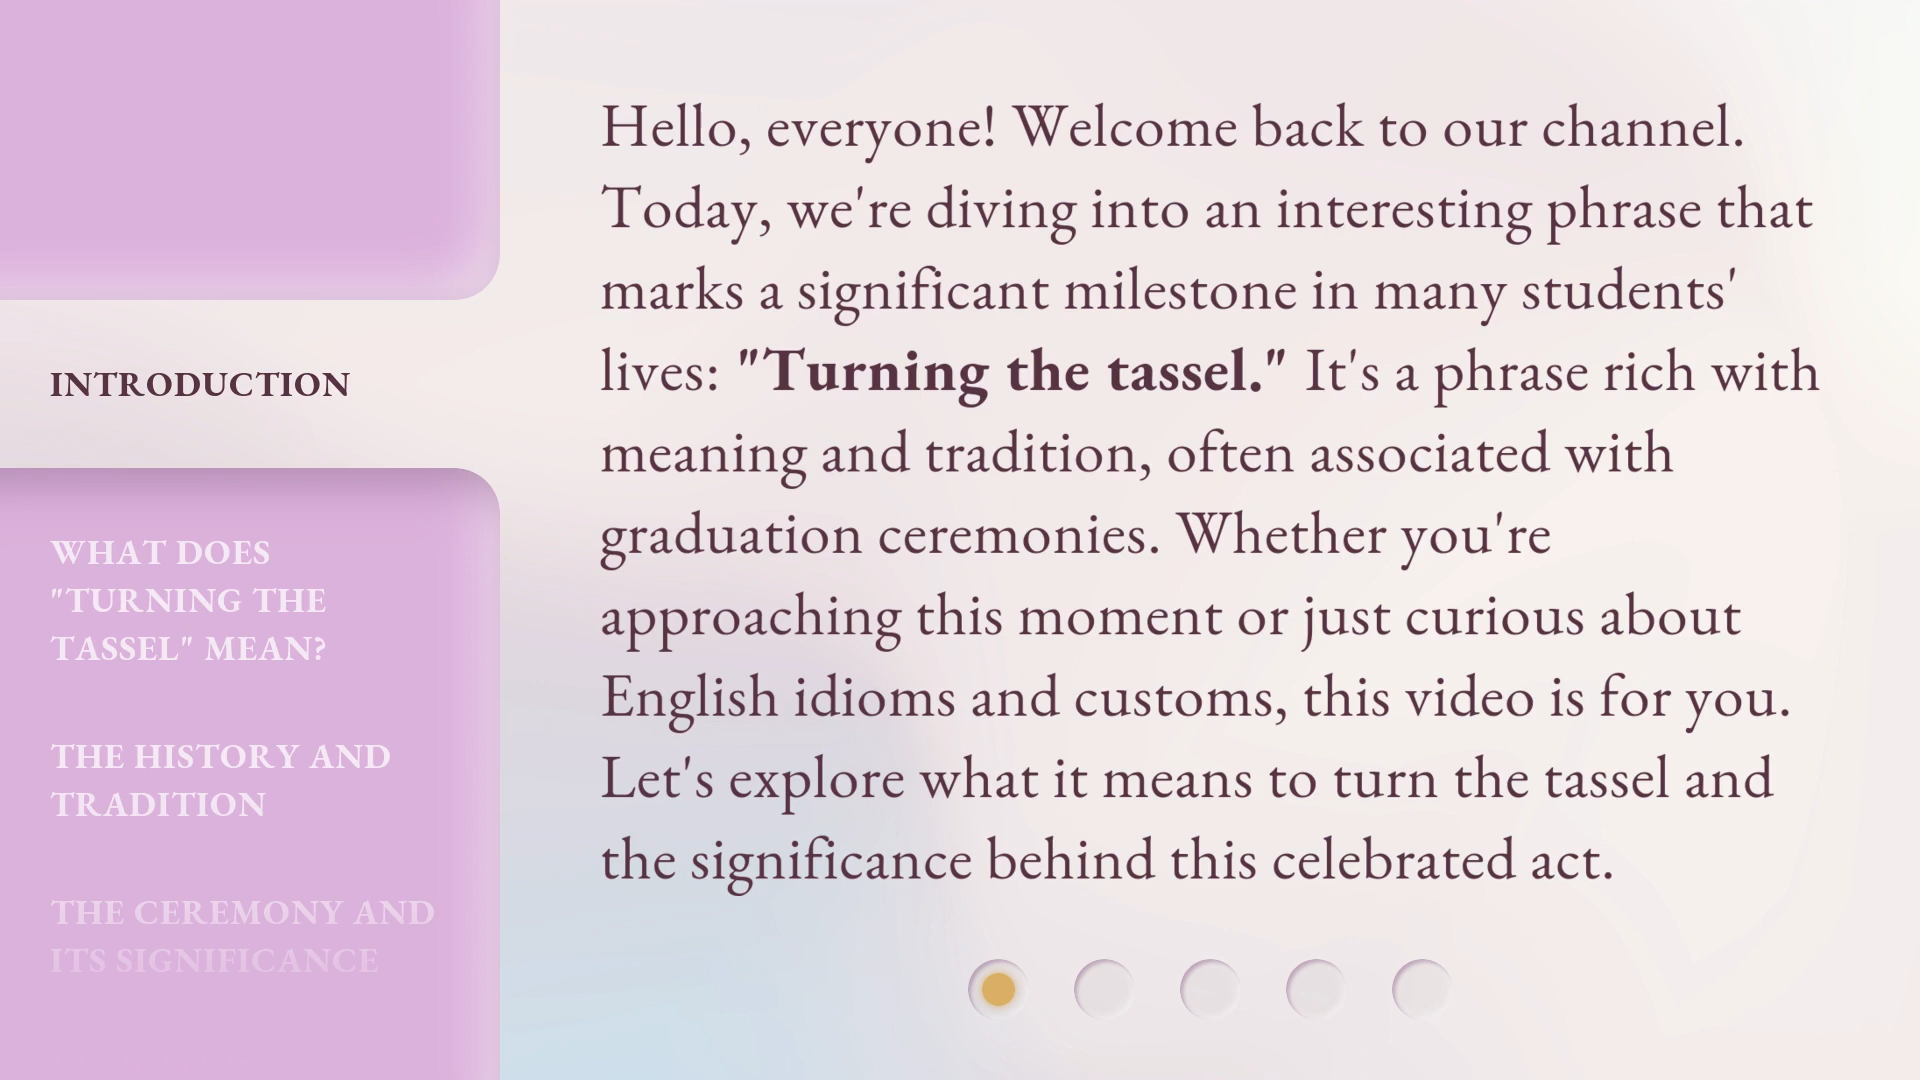 INTRODUCTION
WHAT DOES
"TURNING THE
TASSEL" MEAN?
THE HISTORY AND
TRADITION
THE CEREMONY AND
ITS SIGNIFICANCE
Hello, everyone! Welcome back to our channel.
Today, we're diving into an interesting phrase that
marks a significant milestone in many students'
lives: "Turning the tassel." It's a phrase rich with
meaning and tradition, often associated with
graduation ceremonies. Whether you're
approaching this moment or just curious about
English idioms and customs, this video is for you.
Let's explore what it means to turn the tassel and
the significance behind this celebrated act.